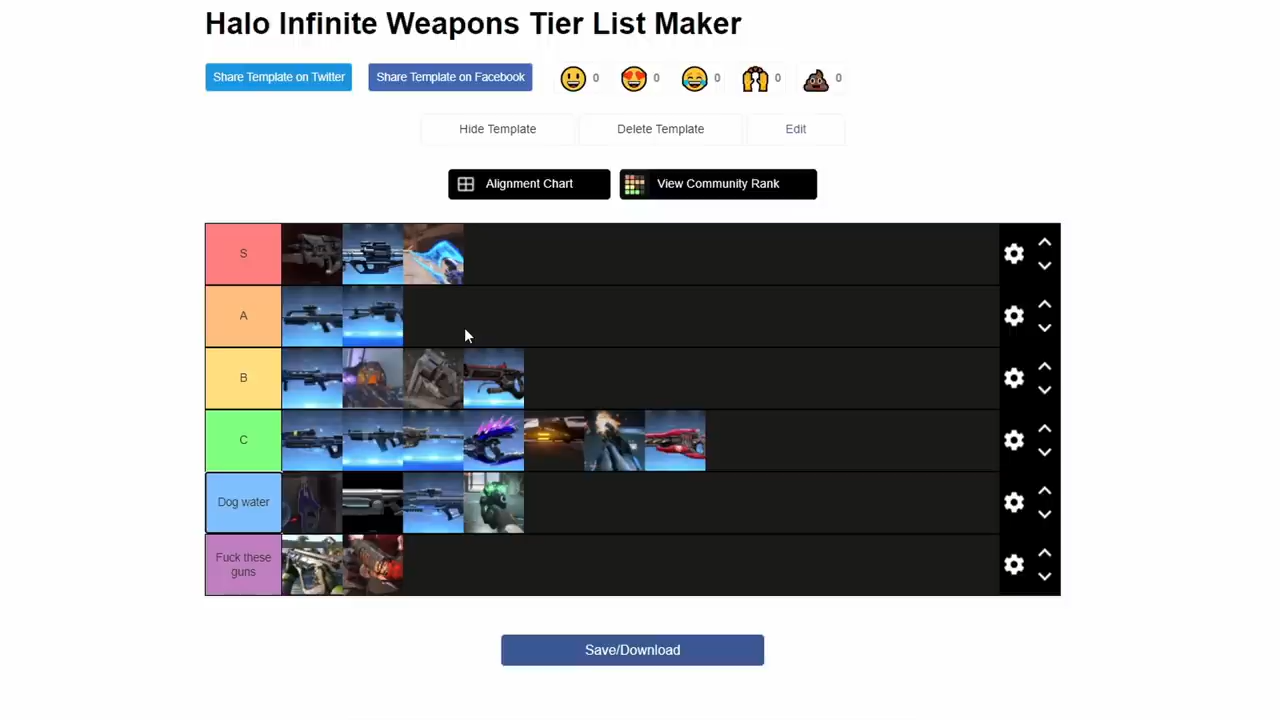 Halo Infinite Weapons Tier List Maker
Share Template on Twitter
Share Template on Facebook
0
0
0
0
0
Hide Template
Delete Template
Edit
Alignment Chart
View Community Rank
S
A
B
C
Dog water
Fuck these
guns
Save/Download